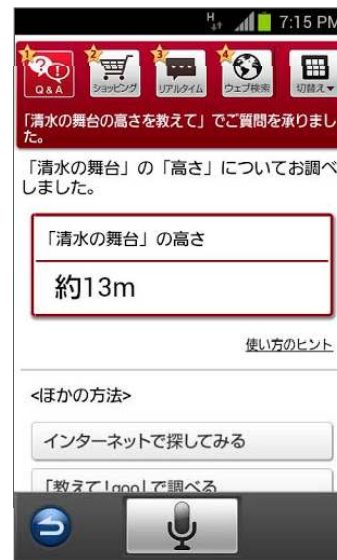 H
7:15 PM
1 2 3 4
Q&A ショッピング リアルタイム ウェブ検索 切替え▼
「清水の舞台の高さを教えて」でご質問を承りまし
た。
「清水の舞台」の「高さ」についてお調べ
しました。
「清水の舞台」の高さ
約13m
使い方のヒント
<ほかの方法>
インターネットで探してみる
「教えて!goo」で調べる